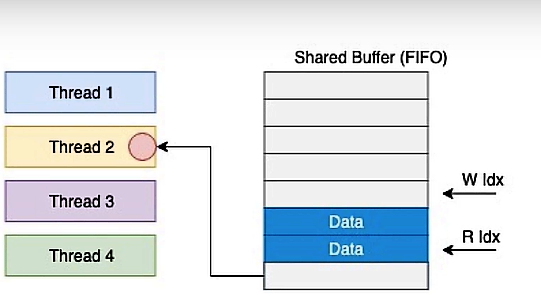 Shared Buffer (FIFO)
Thread 1
Thread 2
Thread 3
Thread 4
W Idx
Data
Data
R Idx